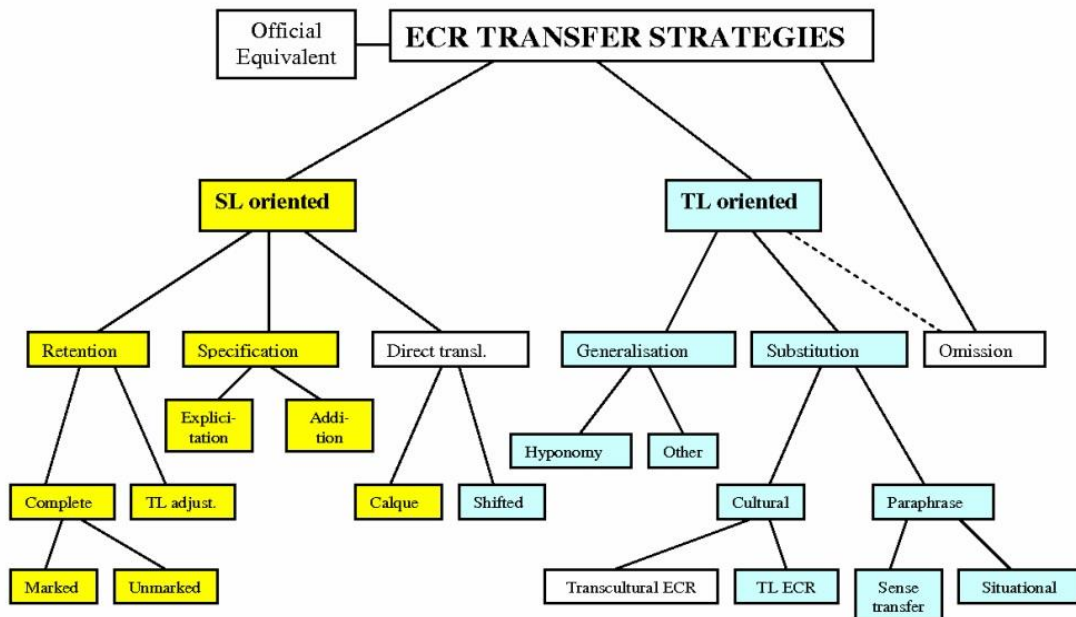 Official
Equivalent
ECR TRANSFER STRATEGIES
SL oriented
TL oriented
Retention
Specification
Direct transl.
Generalisation
Substitution
Omission
Explici-
tation
Addi-
tion
Hyponomy
Other
Complete
TL adjust.
Calque
Shifted
Cultural
Paraphrase
Marked
Unmarked
Transcultural ECR
TL ECR
Sense
transfer
Situational